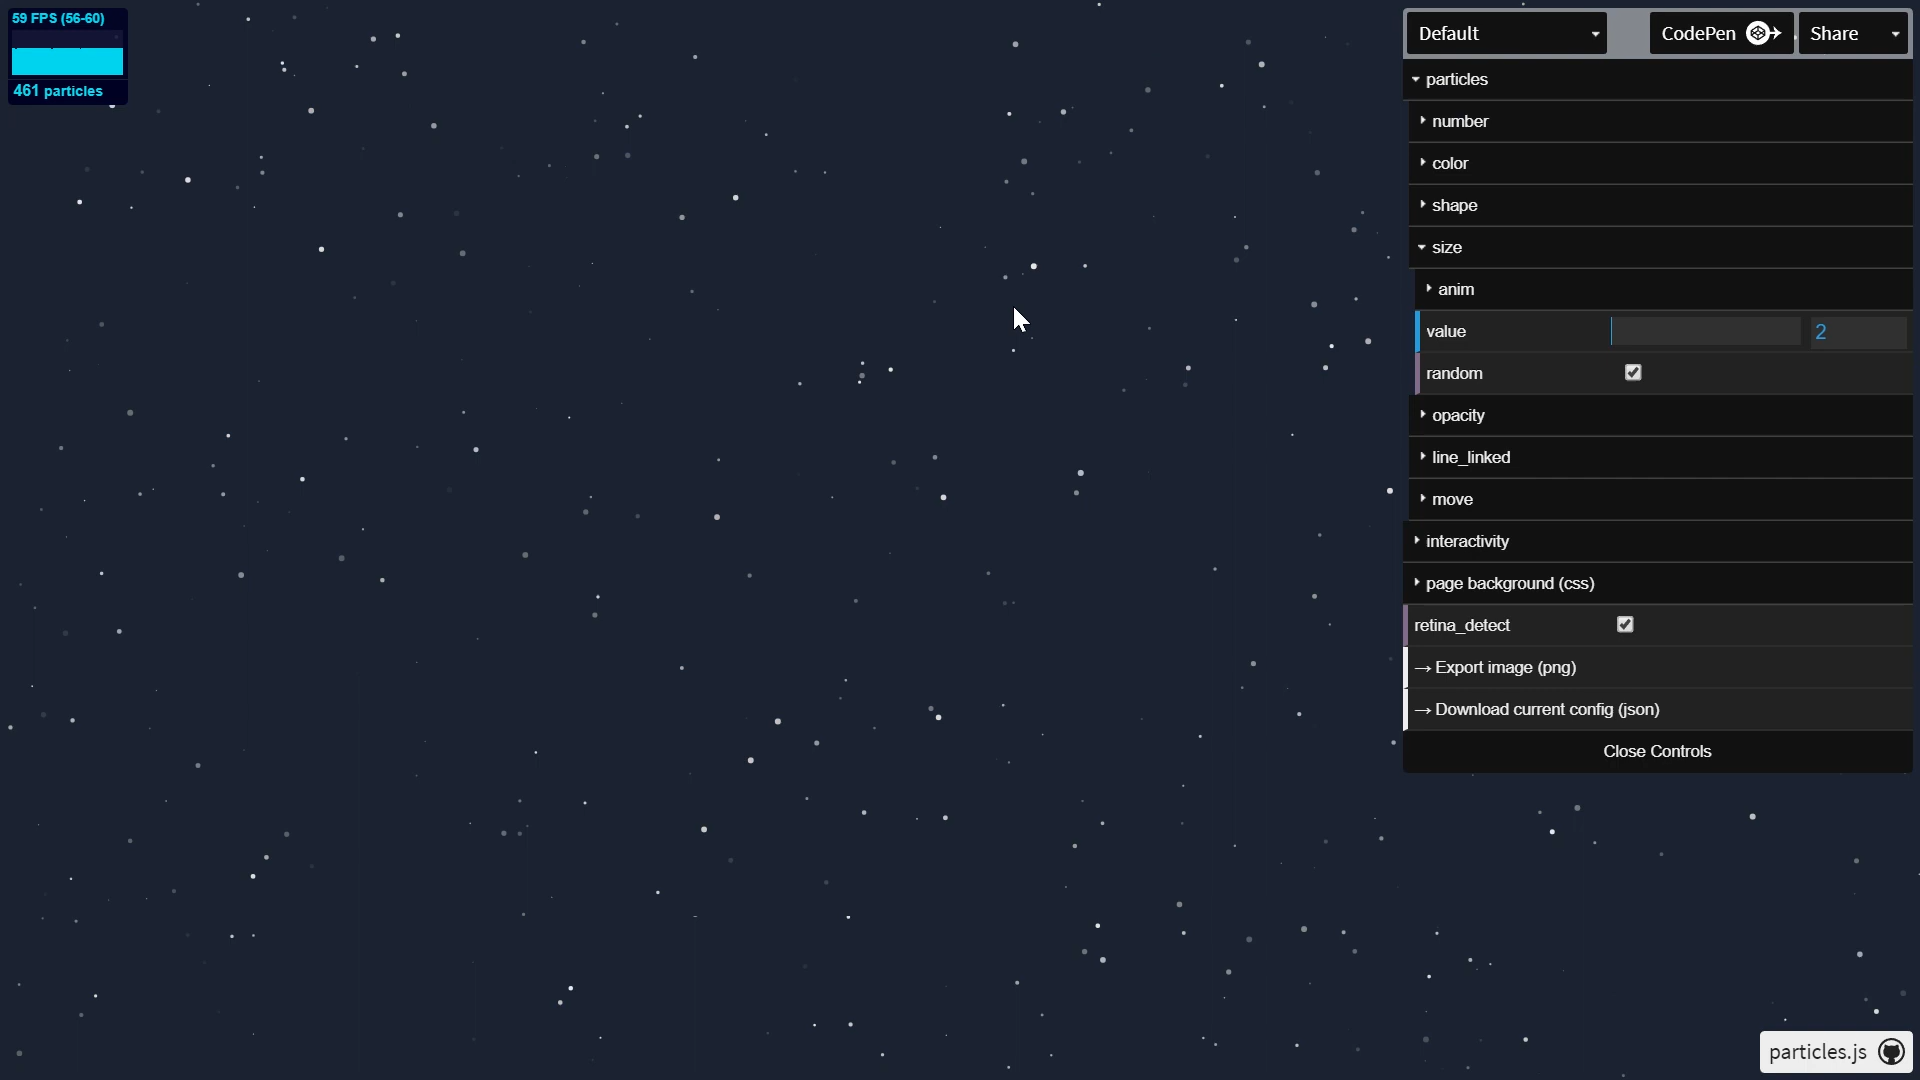 59 FPS (56-60)
461 particles
Default
CodePen
Share
particles
number
color
shape
size
anim
value 2
random
opacity
line_linked
move
interactivity
page background (css)
retina_detect
→ Export image (png)
→ Download current config (json)
Close Controls
particles.js